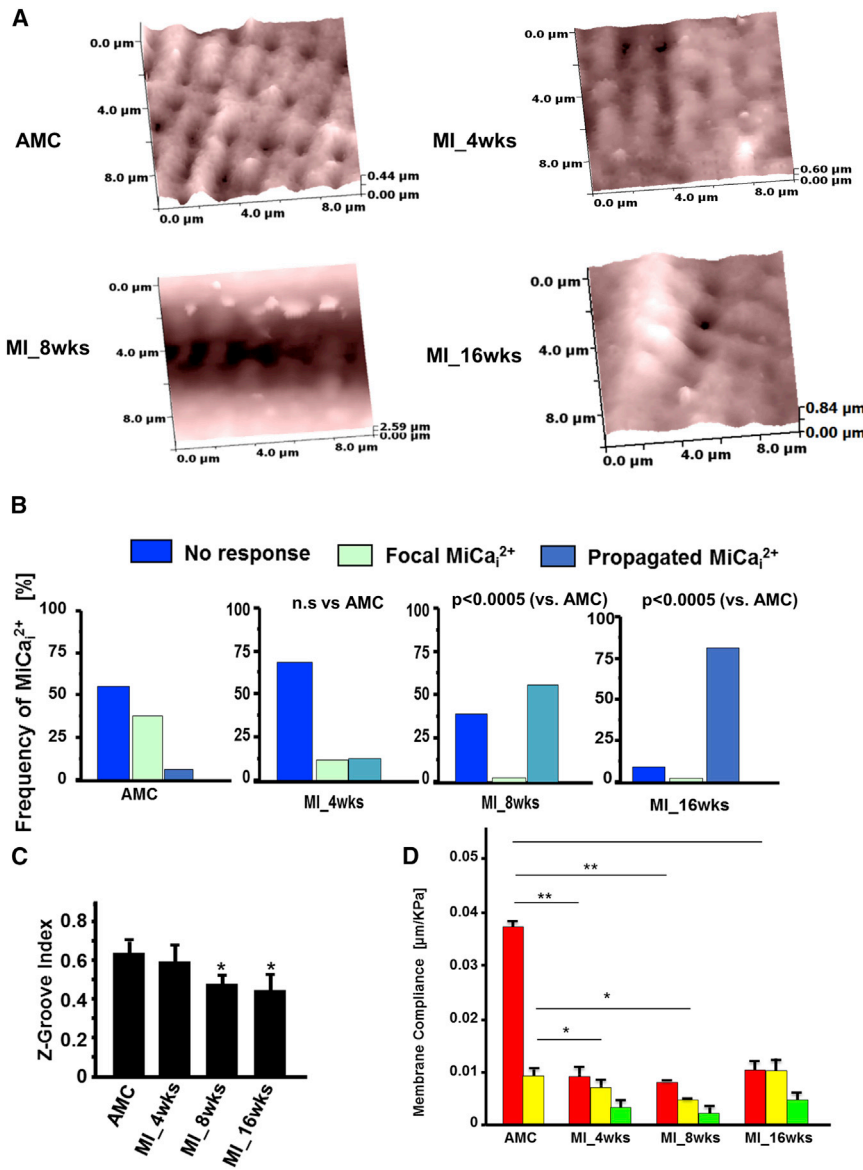 A
0.0 µm
4.0 µm
8.0 µm
0.44 µm
0.00 µm
0.0 µm
4.0 µm
8.0 µm
AMC
0.0 µm
4.0 µm
8.0 µm
0.60 µm
0.00 µm
0.0 µm
4.0 µm
8.0 µm
MI_4wks
0.0 µm
4.0 µm
8.0 µm
2.59 µm
0.00 µm
0.0 µm
4.0 µm
8.0 µm
MI_8wks
0.0 µm
4.0 µm
8.0 µm
0.84 µm
0.00 µm
0.0 µm
4.0 µm
8.0 µm
MI_16wks
B
No response
Focal MiCaᵢ²⁺
Propagated MiCaᵢ²⁺
Frequency of MiCaᵢ²⁺ [%]
100
75
50
25
0
AMC
n.s vs AMC
100
75
50
25
0
MI_4wks
p<0.0005 (vs. AMC)
100
75
50
25
0
MI_8wks
p<0.0005 (vs. AMC)
100
75
50
25
0
MI_16wks
C
Z-Groove Index
0.8
0.6
0.4
0.2
0
*
*
AMC
MI_4wks
MI_8wks
MI_16wks
D
Membrane Compliance [µm/KPa]
0.05
0.04
0.03
0.02
0.01
0
**
**
*
*
AMC
MI_4wks
MI_8wks
MI_16wks